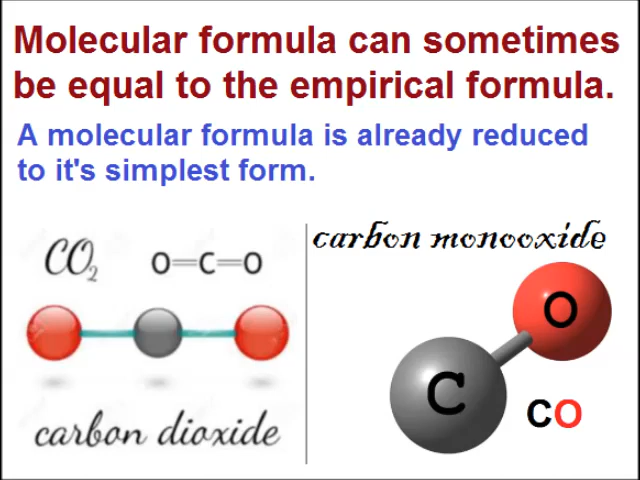 Molecular formula can sometimes
be equal to the empirical formula.
A molecular formula is already reduced
to it's simplest form.
CO₂
O=C=O
carbon dioxide
carbon monooxide
O
C
CO